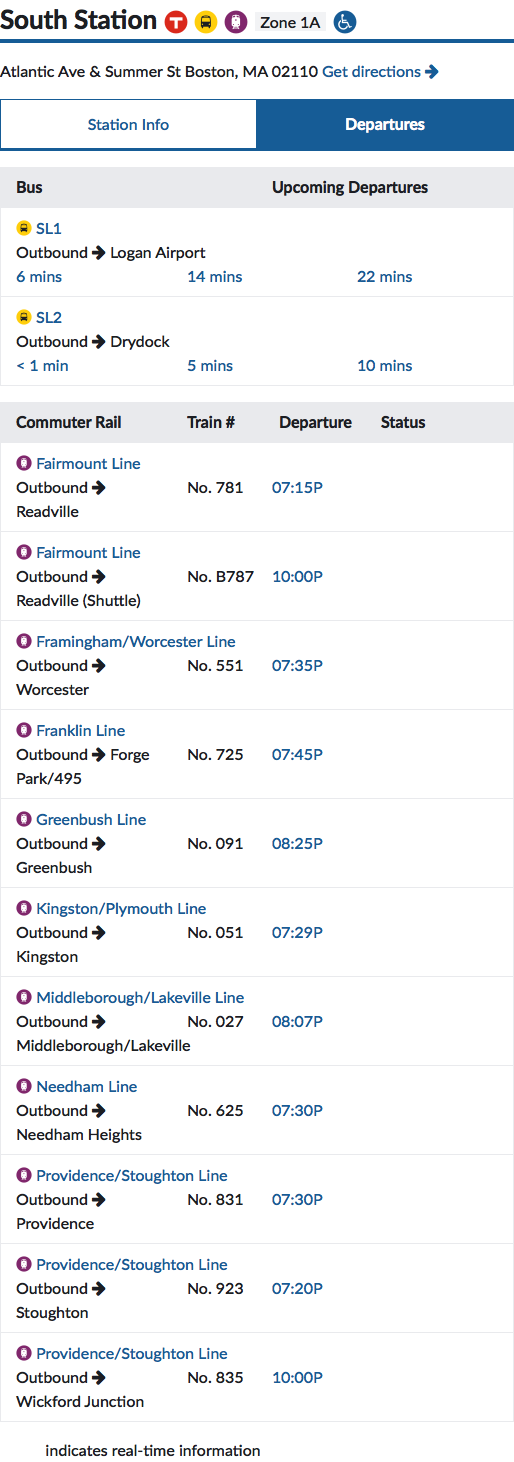 South Station T Zone 1A
Atlantic Ave & Summer St Boston, MA 02110 Get directions
Station Info Departures
Bus Upcoming Departures
SL1
Outbound Logan Airport
6 mins 14 mins 22 mins
SL2
Outbound Drydock
< 1 min 5 mins 10 mins
Commuter Rail Train # Departure Status
Fairmount Line
Outbound No. 781 07:15P
Readville
Fairmount Line
Outbound No. B787 10:00P
Readville (Shuttle)
Framingham/Worcester Line
Outbound No. 551 07:35P
Worcester
Franklin Line
Outbound Forge No. 725 07:45P
Park/495
Greenbush Line
Outbound No. 091 08:25P
Greenbush
Kingston/Plymouth Line
Outbound No. 051 07:29P
Kingston
Middleborough/Lakeville Line
Outbound No. 027 08:07P
Middleborough/Lakeville
Needham Line
Outbound No. 625 07:30P
Needham Heights
Providence/Stoughton Line
Outbound No. 831 07:30P
Providence
Providence/Stoughton Line
Outbound No. 923 07:20P
Stoughton
Providence/Stoughton Line
Outbound No. 835 10:00P
Wickford Junction
indicates real-time information